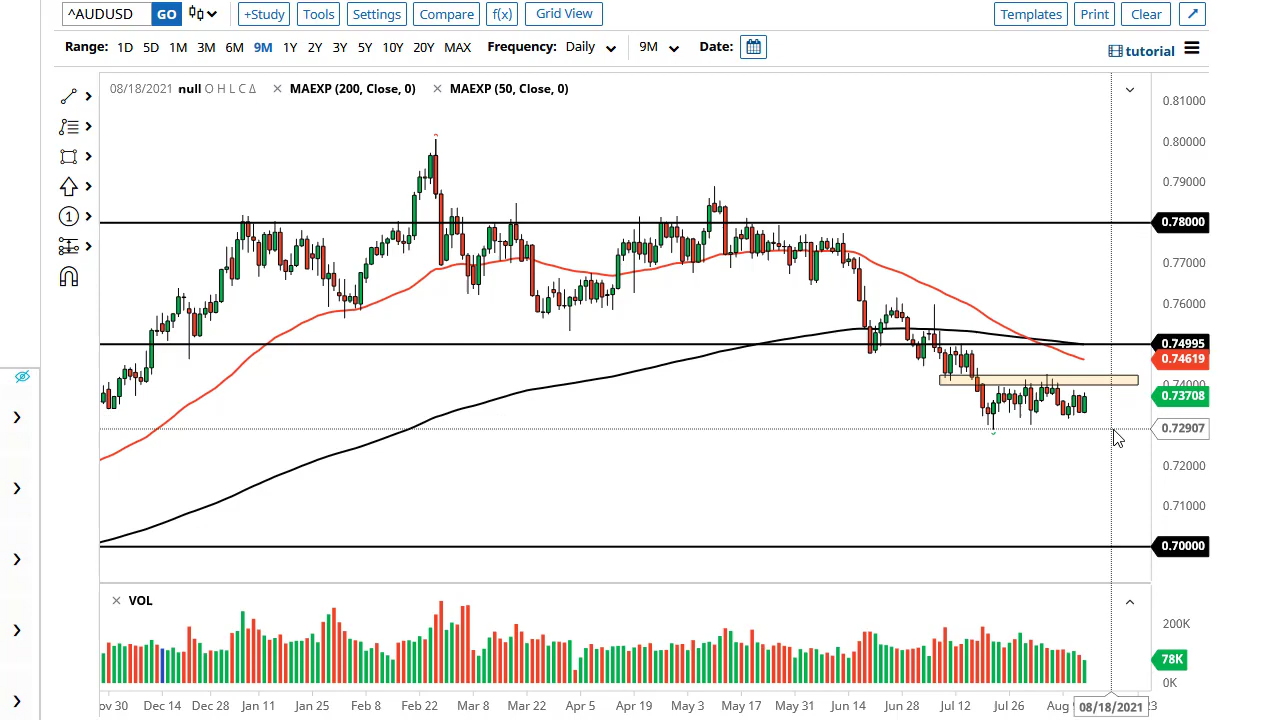 ^AUDUSD GO +Study Tools Settings Compare f(x) Grid View Templates Print Clear
Range: 1D 5D 1M 3M 6M 9M 1Y 2Y 3Y 5Y 10Y 20Y MAX Frequency: Daily 9M Date: tutorial
08/18/2021 null O H L C Δ × MAEXP (200, Close, 0) × MAEXP (50, Close, 0)
0.81000
0.80000
0.79000
0.78000
0.77000
0.76000
0.74995
0.74619
0.74000
0.73708
0.72907
0.72000
0.71000
0.70000
× VOL
200K
78K
0K
ov 30 Dec 14 Dec 28 Jan 11 Jan 25 Feb 8 Feb 22 Mar 8 Mar 22 Apr 5 Apr 19 May 3 May 17 May 31 Jun 14 Jun 28 Jul 12 Jul 26 Aug 08/18/2021 23
1